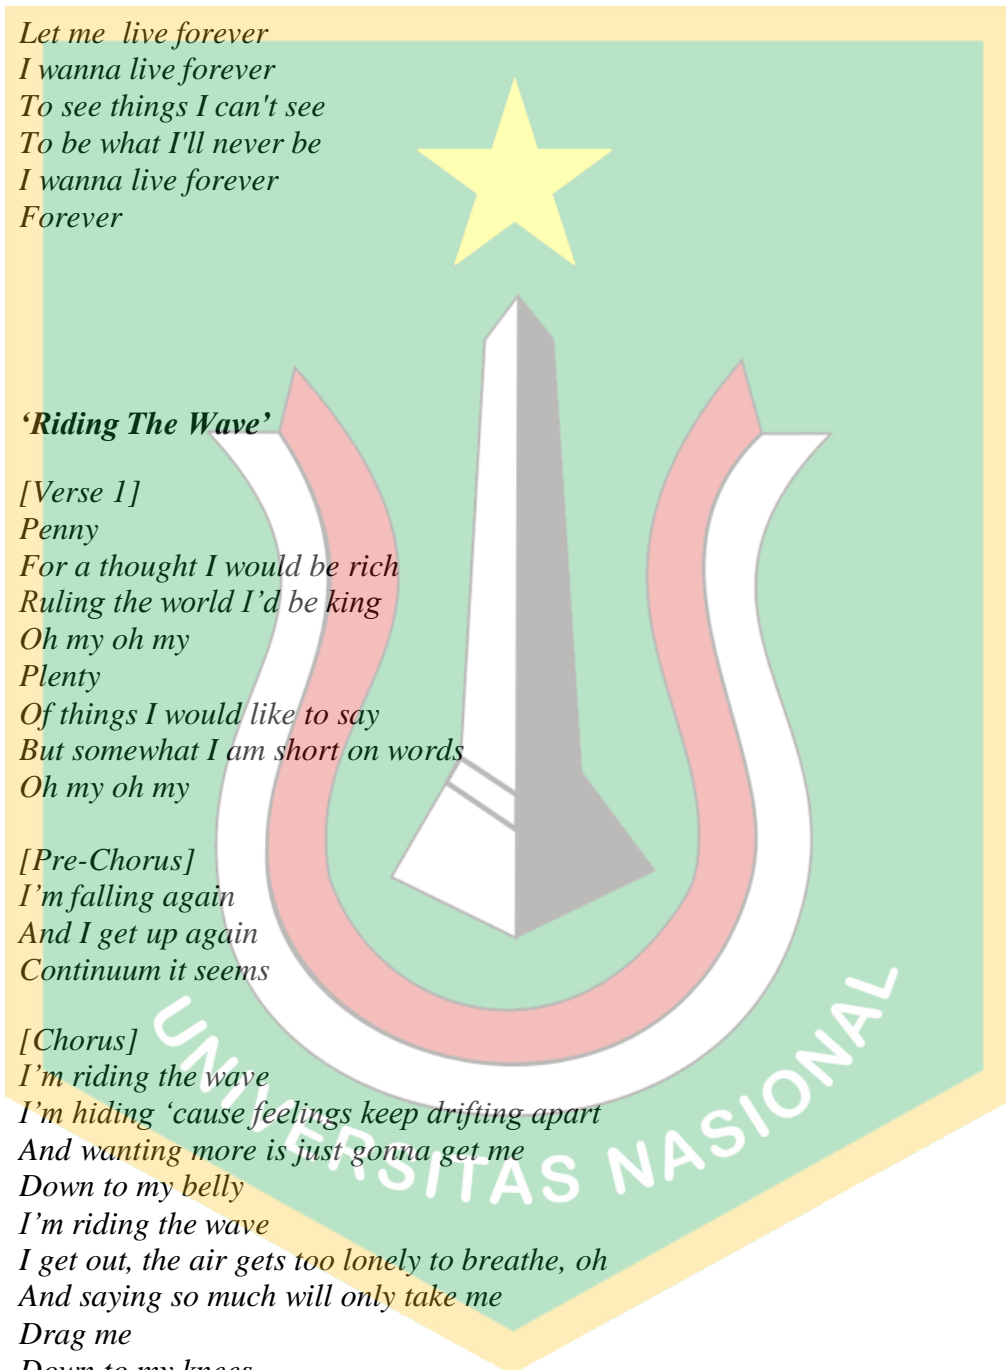 Let me  live forever
I wanna live forever
To see things I can't see
To be what I'll never be
I wanna live forever
Forever
‘Riding The Wave’
[Verse 1]
Penny
For a thought I would be rich
Ruling the world I’d be king
Oh my oh my
Plenty
Of things I would like to say
But somewhat I am short on words
Oh my oh my
[Pre-Chorus]
I’m falling again
And I get up again
Continuum it seems
[Chorus]
I’m riding the wave
I’m hiding ‘cause feelings keep drifting apart
And wanting more is just gonna get me
Down to my belly
I’m riding the wave
I get out, the air gets too lonely to breathe, oh
And saying so much will only take me
Drag me
Down to my knees
UNIVERSITAS NASIONAL